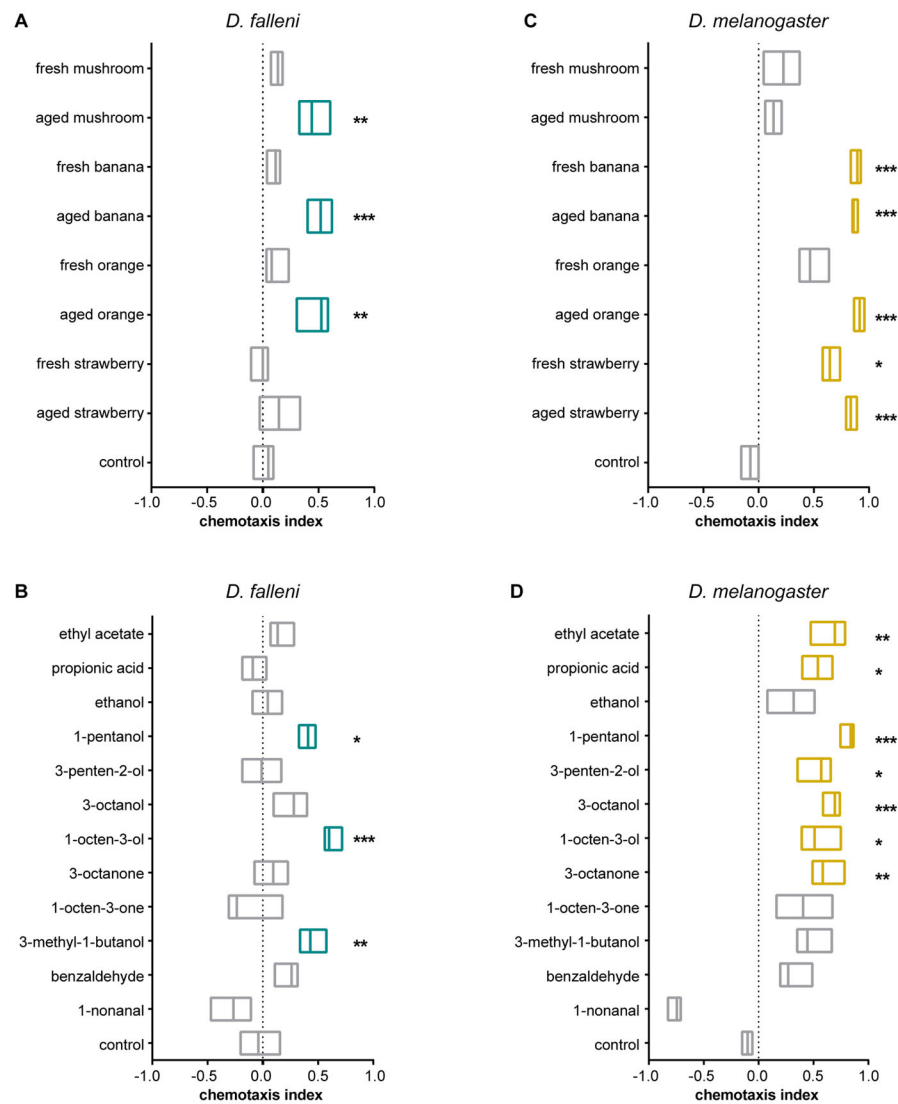 A
D. falleni
fresh mushroom
aged mushroom
**
fresh banana
aged banana
***
fresh orange
aged orange
**
fresh strawberry
aged strawberry
control
-1.0 -0.5 0.0 0.5 1.0
chemotaxis index
C
D. melanogaster
fresh mushroom
aged mushroom
fresh banana
***
aged banana
***
fresh orange
aged orange
***
fresh strawberry
*
aged strawberry
***
control
-1.0 -0.5 0.0 0.5 1.0
chemotaxis index
B
D. falleni
ethyl acetate
propionic acid
ethanol
1-pentanol
*
3-penten-2-ol
3-octanol
1-octen-3-ol
***
3-octanone
1-octen-3-one
3-methyl-1-butanol
**
benzaldehyde
1-nonanal
control
-1.0 -0.5 0.0 0.5 1.0
chemotaxis index
D
D. melanogaster
ethyl acetate
**
propionic acid
*
ethanol
1-pentanol
***
3-penten-2-ol
*
3-octanol
***
1-octen-3-ol
*
3-octanone
**
1-octen-3-one
3-methyl-1-butanol
benzaldehyde
1-nonanal
control
-1.0 -0.5 0.0 0.5 1.0
chemotaxis index